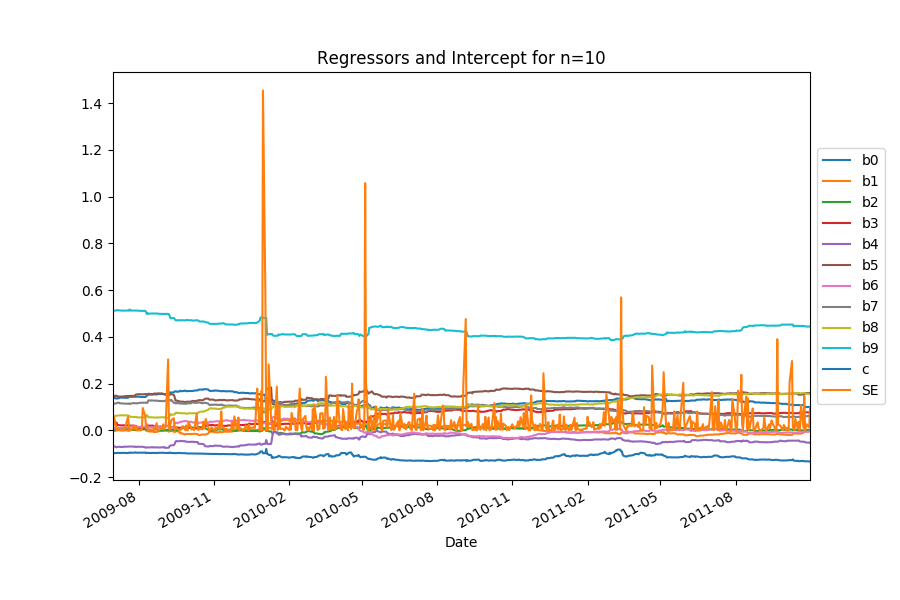 Regressors and Intercept for n=10
1.4
1.2
1.0
0.8
0.6
0.4
0.2
0.0
−0.2
2009-08
2009-11
2010-02
2010-05
2010-08
2010-11
2011-02
2011-05
2011-08
Date
b0
b1
b2
b3
b4
b5
b6
b7
b8
b9
c
SE